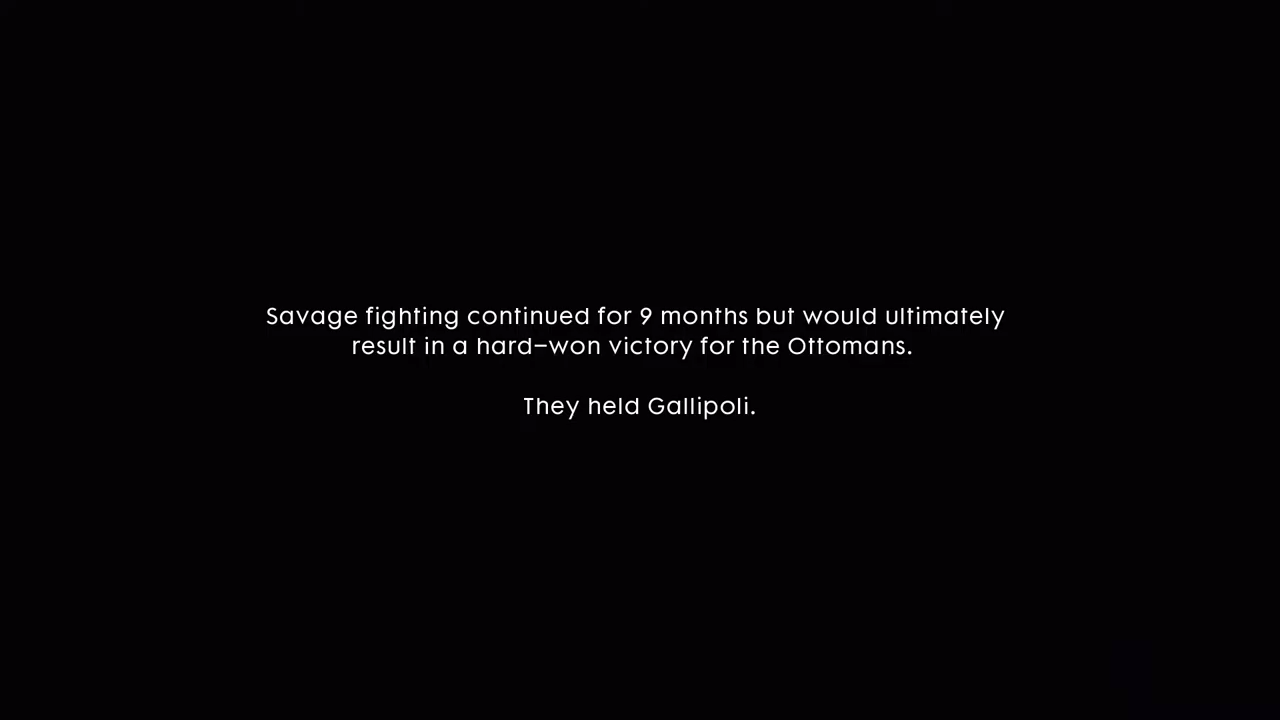 Savage fighting continued for 9 months but would ultimately
result in a hard–won victory for the Ottomans.
They held Gallipoli.